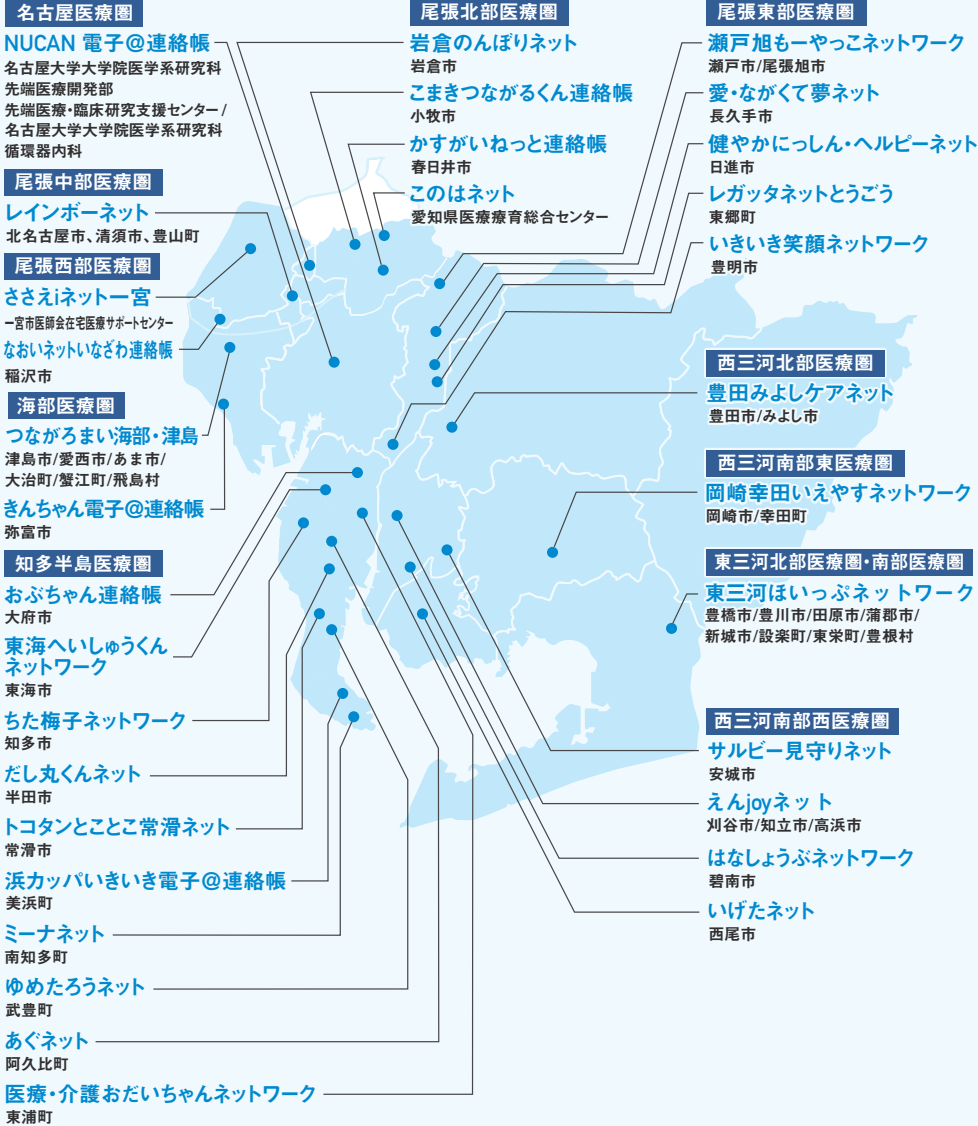 名古屋医療圏
NUCAN 電子@連絡帳
名古屋大学大学院医学系研究科
先端医療開発部
先端医療・臨床研究支援センター/
名古屋大学大学院医学系研究科
循環器内科
尾張中部医療圏
レインボーネット
北名古屋市、清須市、豊山町
尾張西部医療圏
ささえiネット一宮
一宮市医師会在宅医療サポートセンター
なおいネットいなざわ連絡帳
稲沢市
海部医療圏
つながろまい海部・津島
津島市/愛西市/あま市/
大治町/蟹江町/飛島村
きんちゃん電子@連絡帳
弥富市
知多半島医療圏
おぶちゃん連絡帳
大府市
東海へいしゅうくん
ネットワーク
東海市
ちた梅子ネットワーク
知多市
だし丸くんネット
半田市
トコタンとことこ常滑ネット
常滑市
浜カッパいきいき電子@連絡帳
美浜町
ミーナネット
南知多町
ゆめたろうネット
武豊町
あぐネット
阿久比町
医療・介護おだいちゃんネットワーク
東浦町
尾張北部医療圏
岩倉のんぼりネット
岩倉市
こまきつながるくん連絡帳
小牧市
かすがいねっと連絡帳
春日井市
このはネット
愛知県医療療育総合センター
尾張東部医療圏
瀬戸旭もーやっこネットワーク
瀬戸市/尾張旭市
愛・ながくて夢ネット
長久手市
健やかにっしん・ヘルピーネット
日進市
レガッタネットとうごう
東郷町
いきいき笑顔ネットワーク
豊明市
西三河北部医療圏
豊田みよしケアネット
豊田市/みよし市
西三河南部東医療圏
岡崎幸田いえやすネットワーク
岡崎市/幸田町
東三河北部医療圏・南部医療圏
東三河ほいっぷネットワーク
豊橋市/豊川市/田原市/蒲郡市/
新城市/設楽町/東栄町/豊根村
西三河南部西医療圏
サルビー見守りネット
安城市
えんjoyネット
刈谷市/知立市/高浜市
はなしょうぶネットワーク
碧南市
いげたネット
西尾市